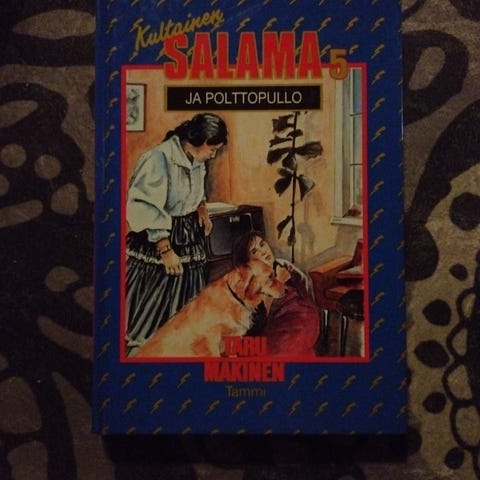 Kultainen
SALAMA 5
JA POLTTOPULLO
TARU
MÄKINEN
Tammi